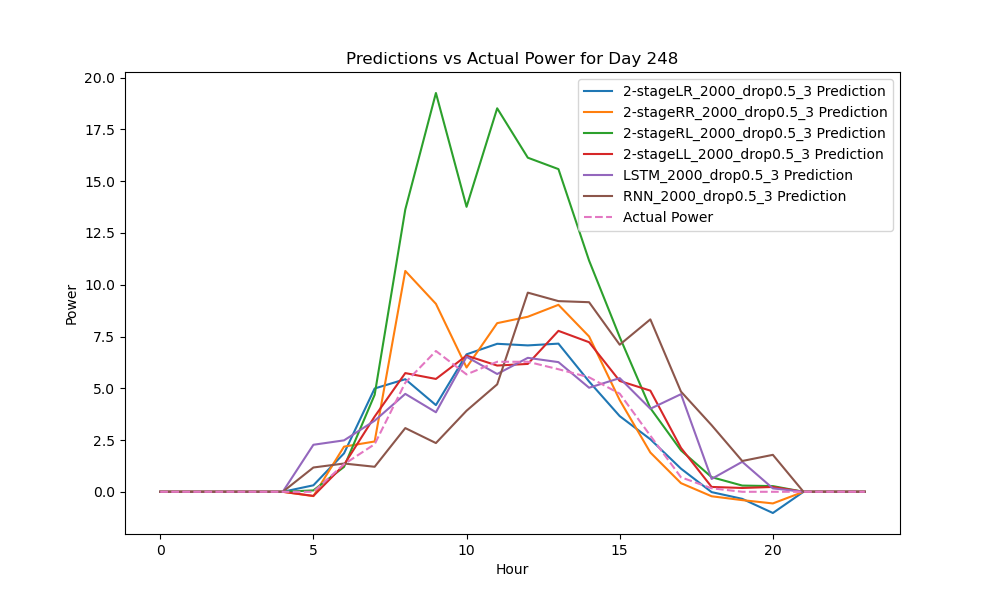 Predictions vs Actual Power for Day 248
2-stageLR_2000_drop0.5_3 Prediction
2-stageRR_2000_drop0.5_3 Prediction
2-stageRL_2000_drop0.5_3 Prediction
2-stageLL_2000_drop0.5_3 Prediction
LSTM_2000_drop0.5_3 Prediction
RNN_2000_drop0.5_3 Prediction
Actual Power
Power
20.0
17.5
15.0
12.5
10.0
7.5
5.0
2.5
0.0
0 5 10 15 20
Hour